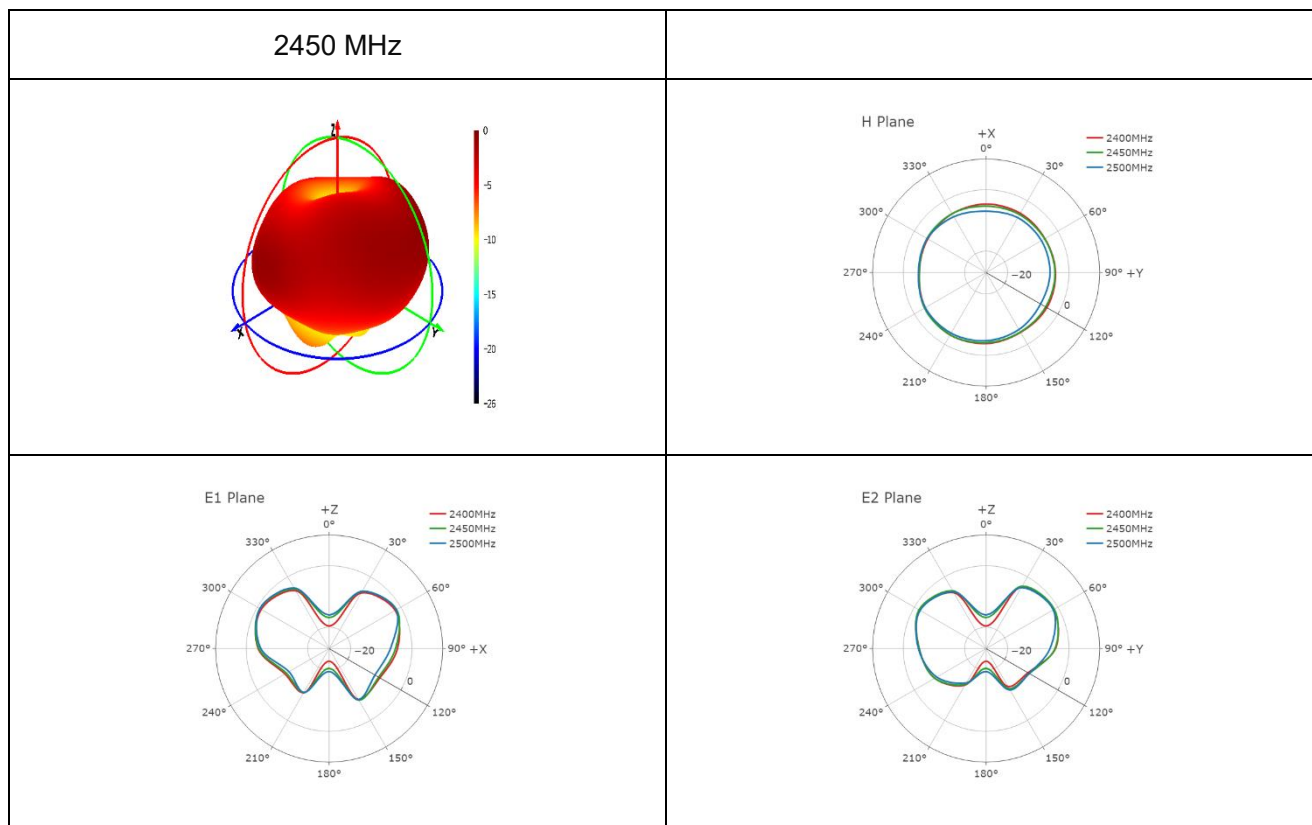 2450 MHz
Z
X
Y
0
-5
-10
-15
-20
-26
H Plane
+X
0°
30°
60°
90° +Y
120°
150°
180°
210°
240°
270°
300°
330°
−20
0
2400MHz
2450MHz
2500MHz
E1 Plane
+Z
0°
30°
60°
90° +X
120°
150°
180°
210°
240°
270°
300°
330°
−20
0
2400MHz
2450MHz
2500MHz
E2 Plane
+Z
0°
30°
60°
90° +Y
120°
150°
180°
210°
240°
270°
300°
330°
−20
0
2400MHz
2450MHz
2500MHz